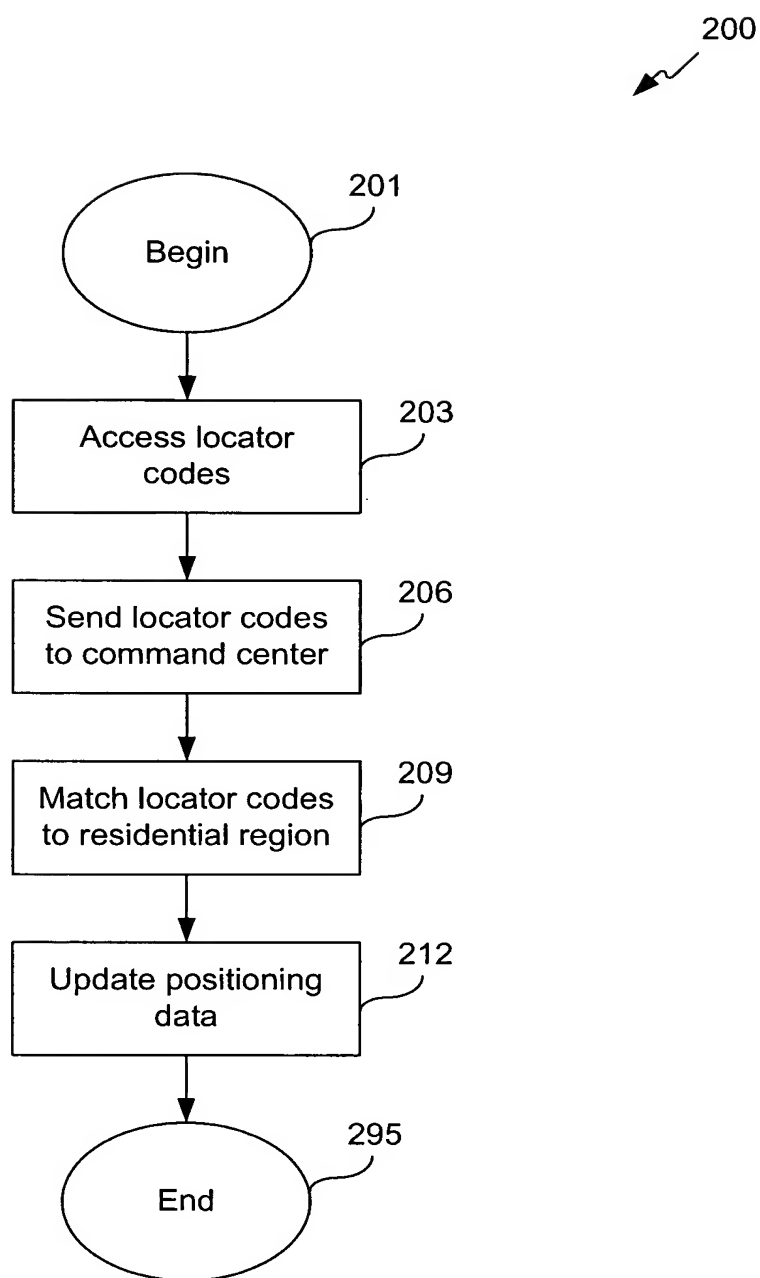 200
201
Begin
203
Access locator
codes
206
Send locator codes
to command center
209
Match locator codes
to residential region
212
Update positioning
data
295
End